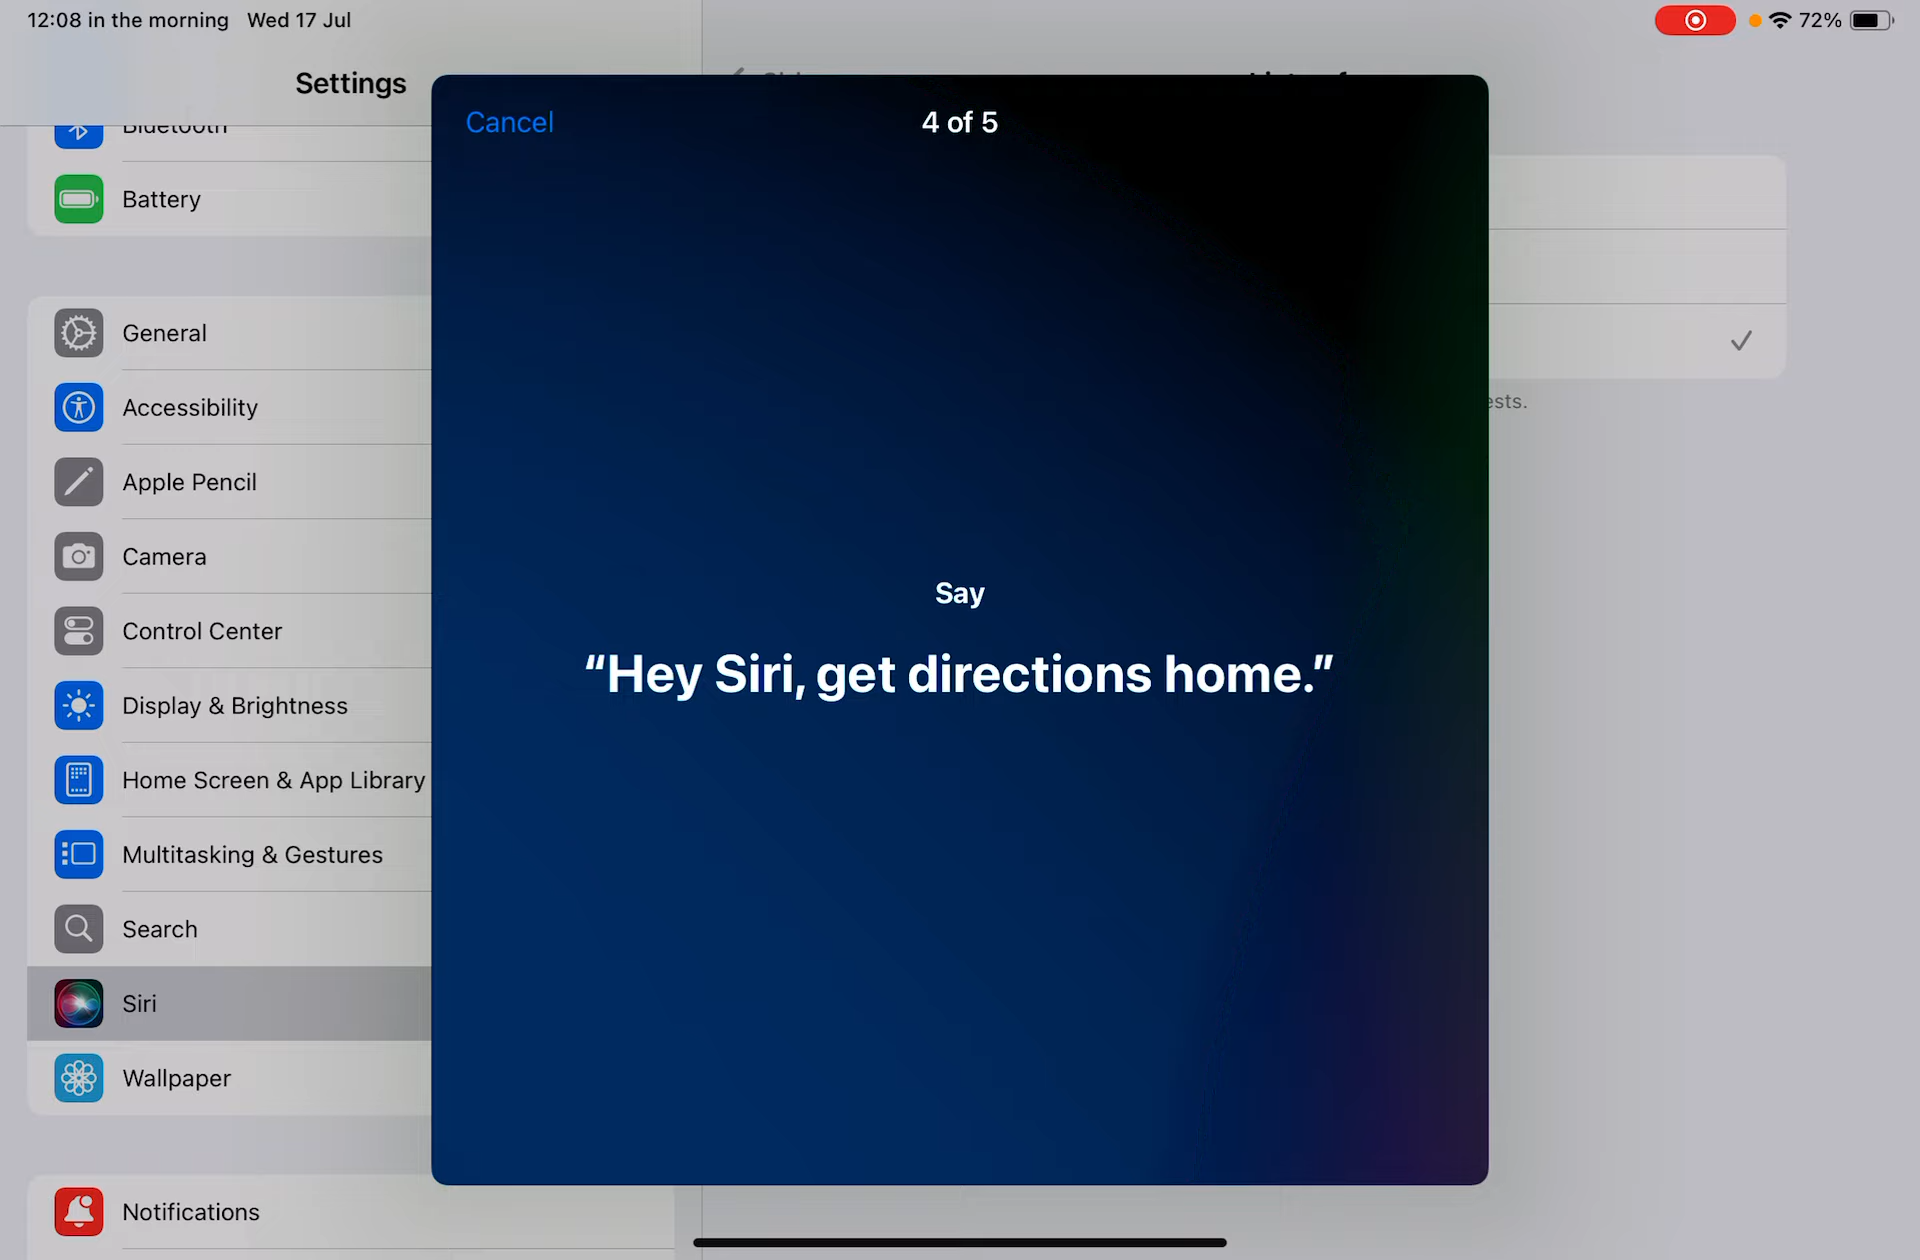 12:08 in the morning Wed 17 Jul
72%
Settings
Bluetooth
Battery
General
Accessibility
Apple Pencil
Camera
Control Center
Display & Brightness
Home Screen & App Library
Multitasking & Gestures
Search
Siri
Wallpaper
Notifications
Cancel
4 of 5
Say
“Hey Siri, get directions home.”
ests.